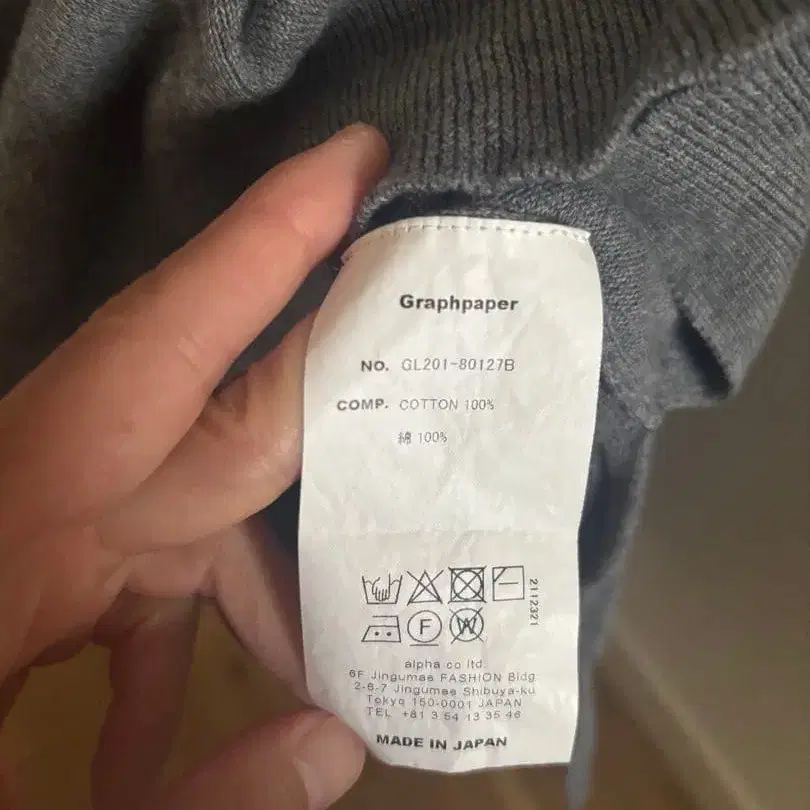 Graphpaper
NO. GL201-80127B
COMP. COTTON 100%
綿 100%
2112321
F W
alpha co ltd.
6F Jingumae FASHION Bldg.
2-6-7 Jingumae Shibuya-ku
Tokyo 150-0001 JAPAN
TEL +81 3 54 13 35 46
MADE IN JAPAN